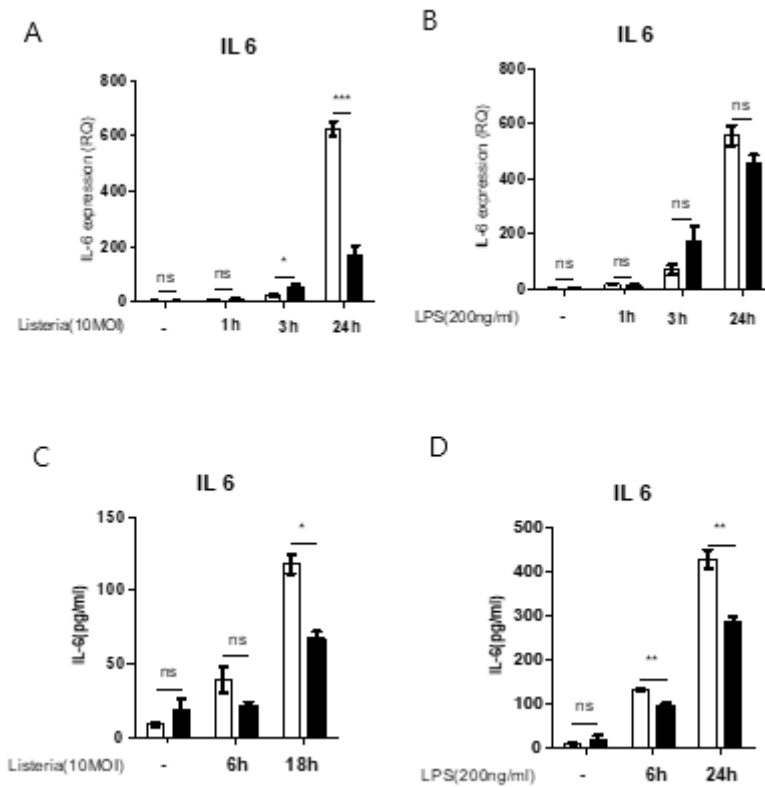 A
IL 6
IL-6 expression (RQ)
800
600
400
200
0
ns
ns
*
***
Listeria(10MOI) - 1h 3h 24h
B
IL 6
IL-6 expression (RQ)
800
600
400
200
0
ns
ns
ns
ns
LPS(200ng/ml) - 1h 3h 24h
C
IL 6
IL-6(pg/ml)
150
100
50
0
ns
ns
*
Listeria(10MOI) - 6h 18h
D
IL 6
IL-6(pg/ml)
500
400
300
200
100
0
ns
**
**
LPS(200ng/ml) - 6h 24h